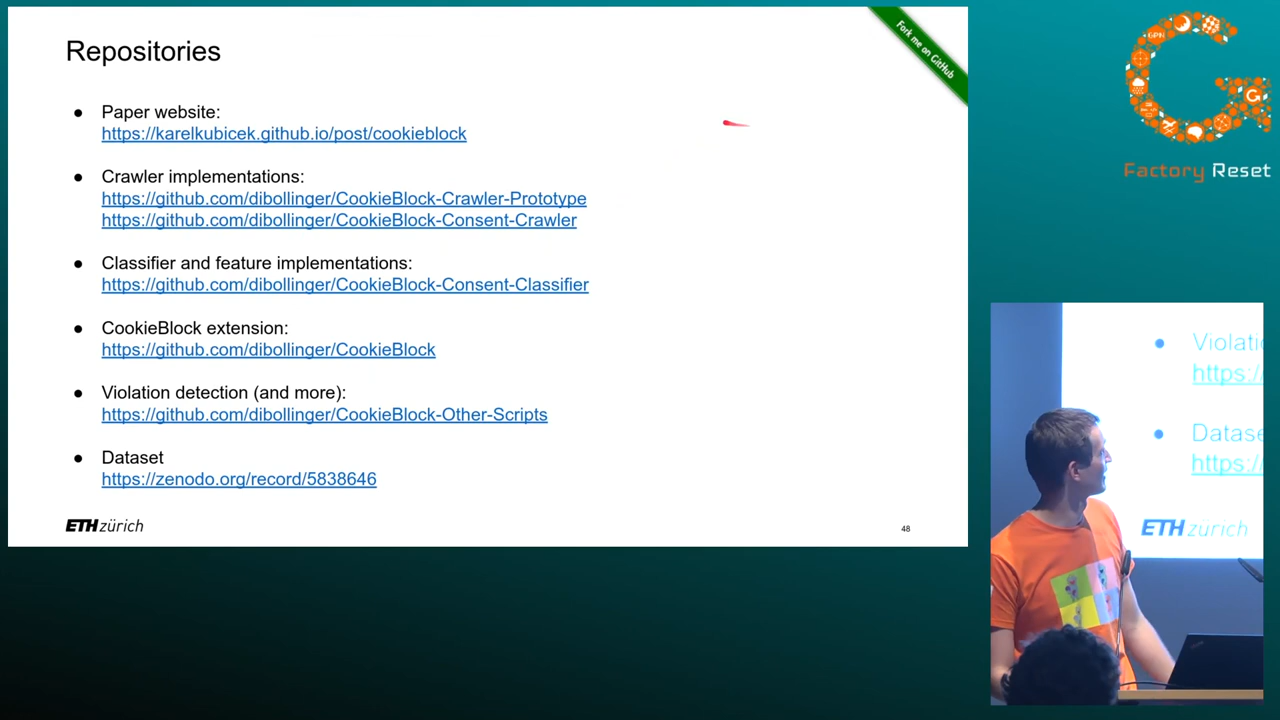 Repositories
Fork me on GitHub
● Paper website:
https://karelkubicek.github.io/post/cookieblock
● Crawler implementations:
https://github.com/dibollinger/CookieBlock-Crawler-Prototype
https://github.com/dibollinger/CookieBlock-Consent-Crawler
● Classifier and feature implementations:
https://github.com/dibollinger/CookieBlock-Consent-Classifier
● CookieBlock extension:
https://github.com/dibollinger/CookieBlock
● Violation detection (and more):
https://github.com/dibollinger/CookieBlock-Other-Scripts
● Dataset
https://zenodo.org/record/5838646
ETH zürich
48
GPN
Factory Reset
● Violati
https:/
● Datase
https:/
ETH zürich